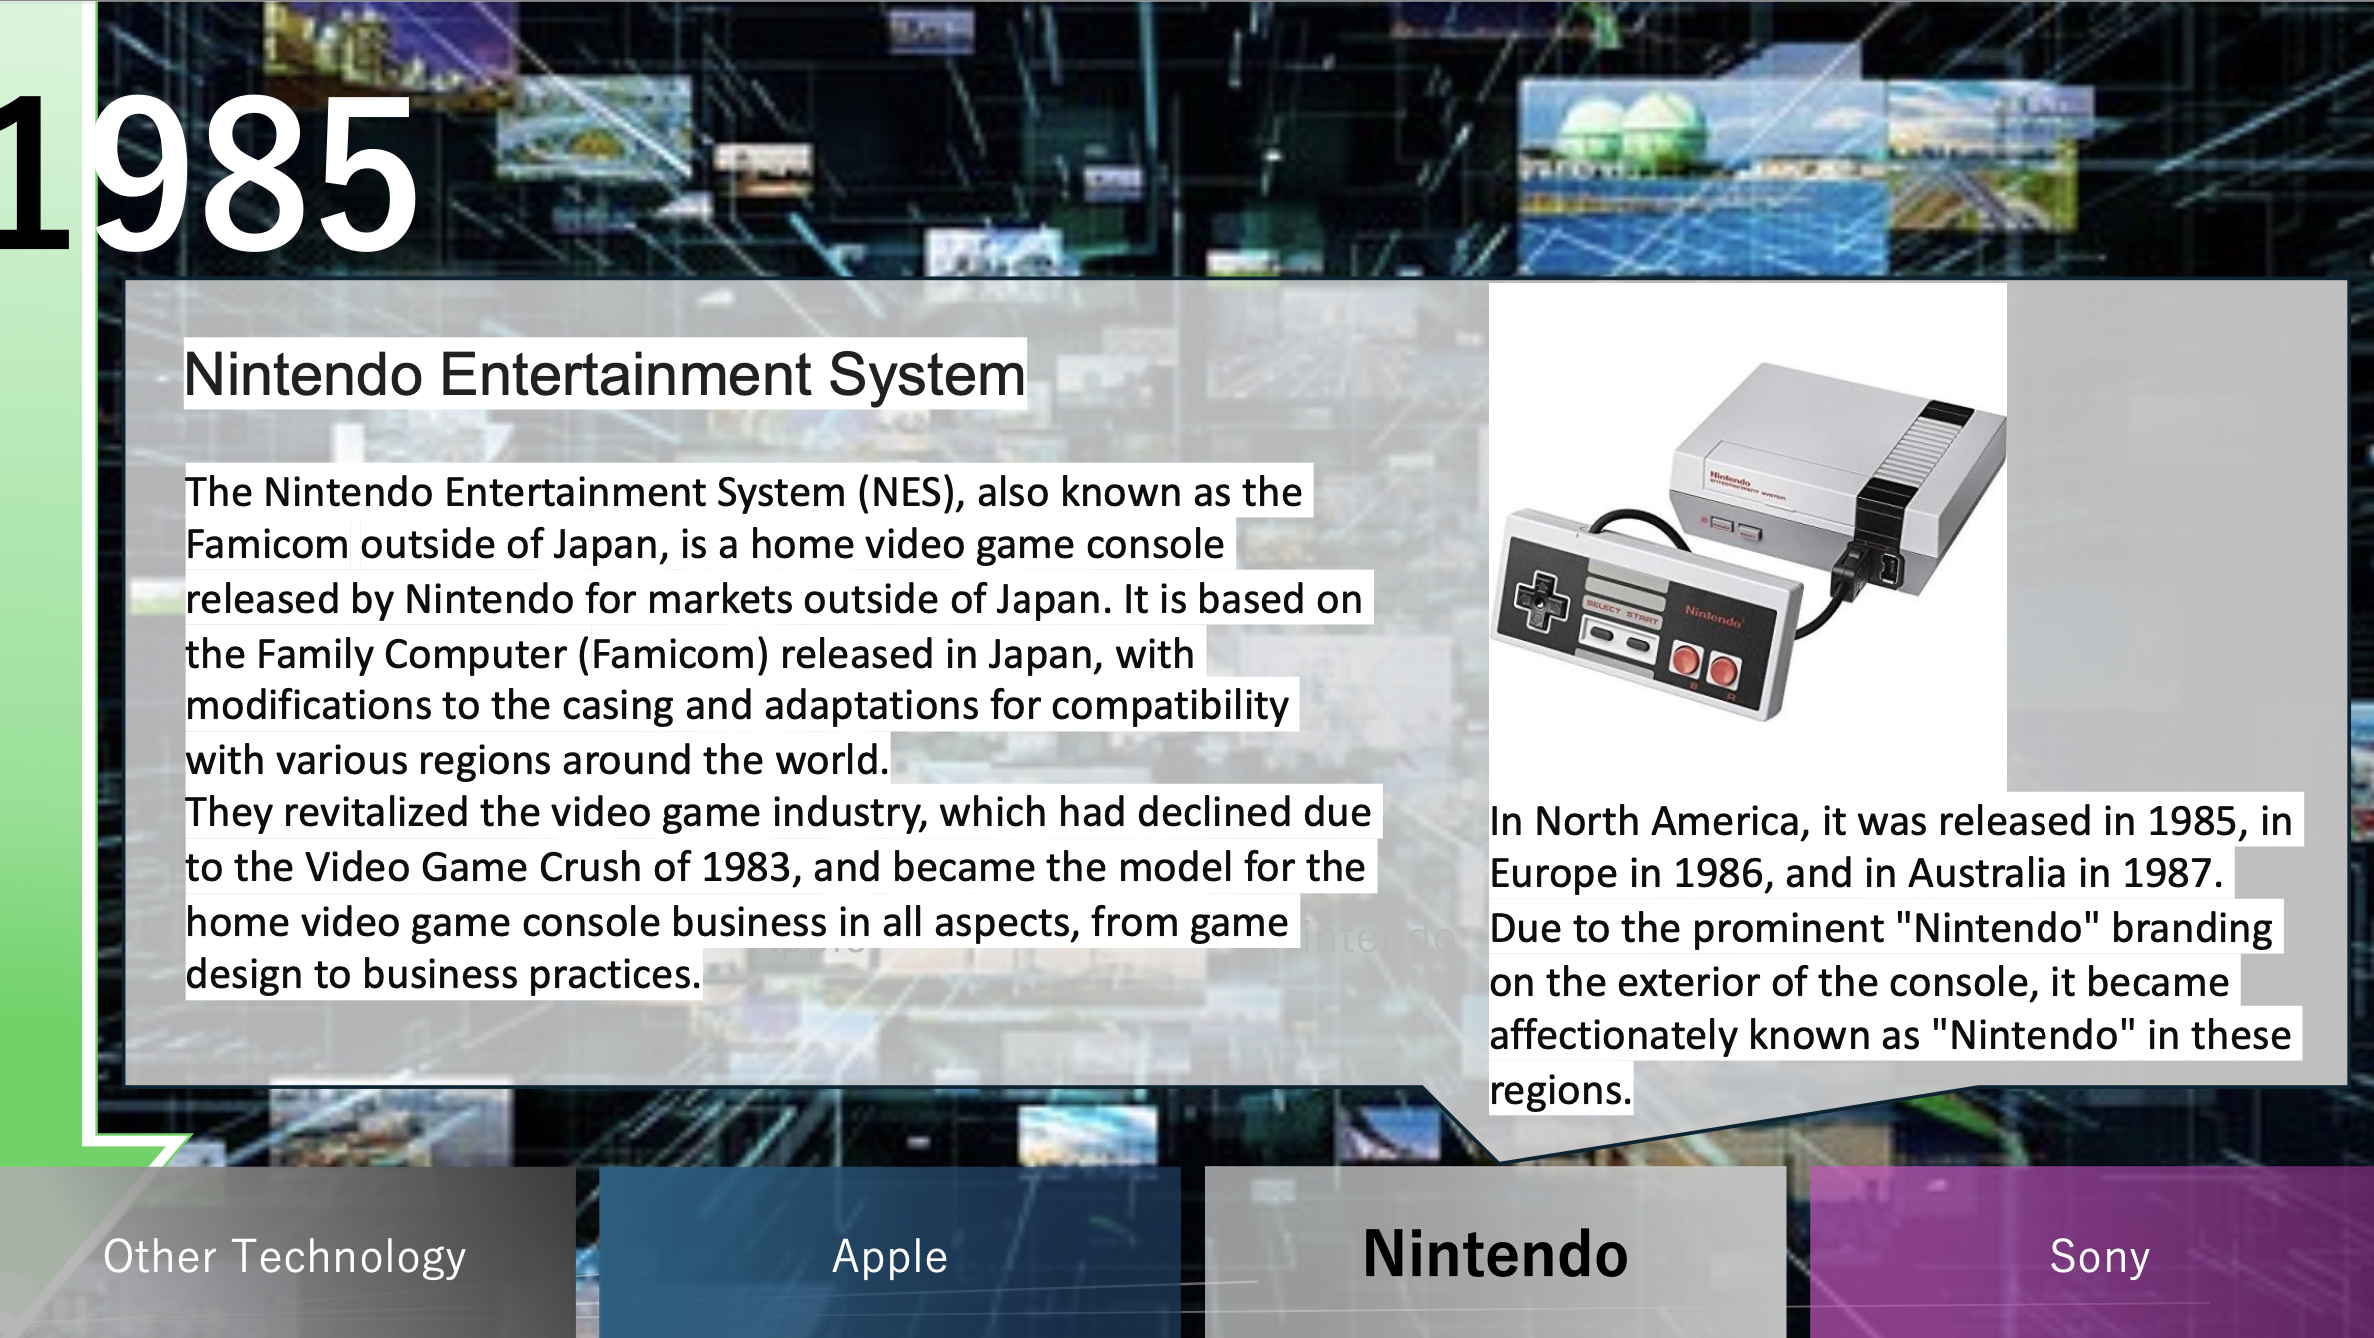 1985
Nintendo Entertainment System
The Nintendo Entertainment System (NES), also known as the
Famicom outside of Japan, is a home video game console
released by Nintendo for markets outside of Japan. It is based on
the Family Computer (Famicom) released in Japan, with
modifications to the casing and adaptations for compatibility
with various regions around the world.
They revitalized the video game industry, which had declined due
to the Video Game Crush of 1983, and became the model for the
home video game console business in all aspects, from game
design to business practices.
Nintendo
ENTERTAINMENT SYSTEM
SELECT START
Nintendo
B
A
In North America, it was released in 1985, in
Europe in 1986, and in Australia in 1987.
Due to the prominent "Nintendo" branding
on the exterior of the console, it became
affectionately known as "Nintendo" in these
regions.
Other Technology
Apple
Nintendo
Sony